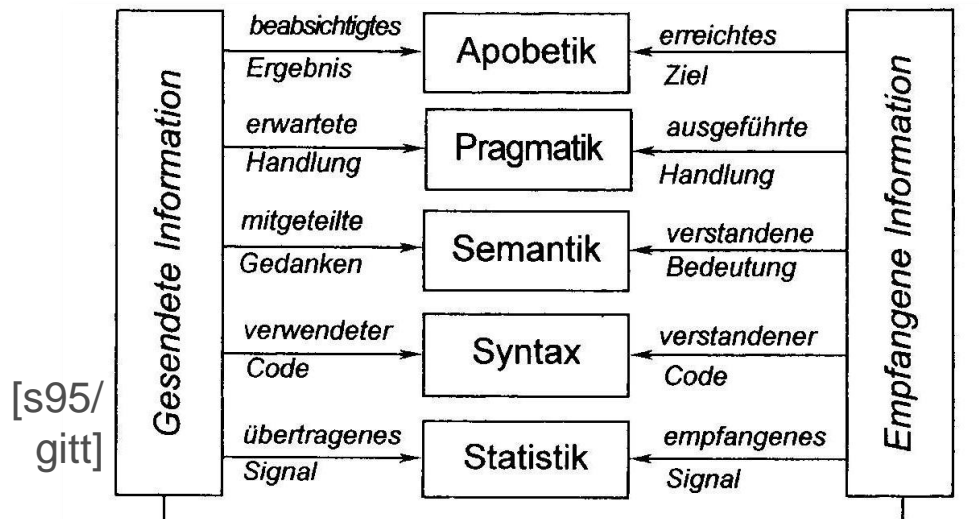 beabsichtigtes
Ergebnis
Apobetik
erreichtes
Ziel
erwartete
Handlung
Pragmatik
ausgeführte
Handlung
mitgeteilte
Gedanken
Semantik
verstandene
Bedeutung
verwendeter
Code
Syntax
verstandener
Code
übertragenes
Signal
Statistik
empfangenes
Signal
Gesendete Information
Empfangene Information
[s95/
gitt]